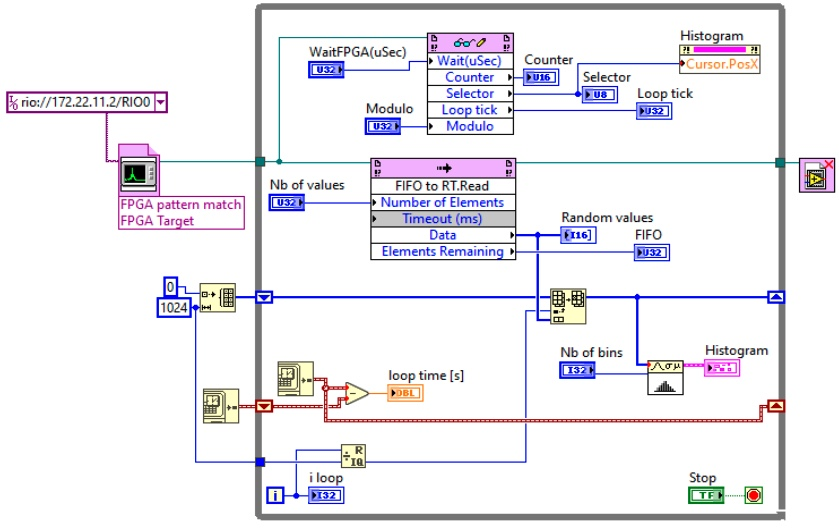 Histogram
WaitFPGA(uSec)
U32
Wait(uSec)
Counter
Selector
Loop tick
Modulo
Counter
U16
Selector
U8
Loop tick
U32
Cursor.PosX
rio://172.22.11.2/RIO0
Modulo
U32
FPGA pattern match
FPGA Target
Nb of values
U32
FIFO to RT.Read
Number of Elements
Timeout (ms)
Data
Elements Remaining
Random values
I16
FIFO
U32
0
1024
Nb of bins
I32
Histogram
loop time [s]
DBL
R
IQ
i
i loop
I32
Stop
TF